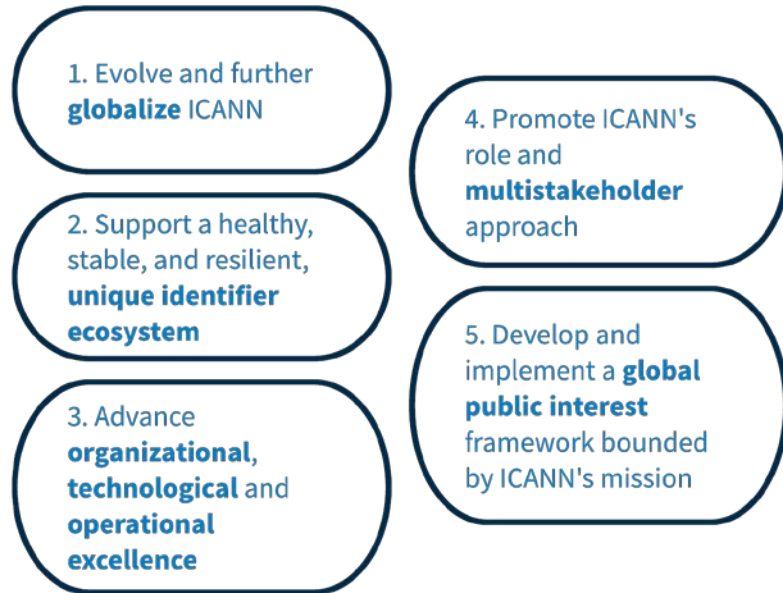 1. Evolve and further
globalize ICANN
2. Support a healthy,
stable, and resilient,
unique identifier
ecosystem
3. Advance
organizational,
technological and
operational
excellence
4. Promote ICANN's
role and
multistakeholder
approach
5. Develop and
implement a global
public interest
framework bounded
by ICANN's mission